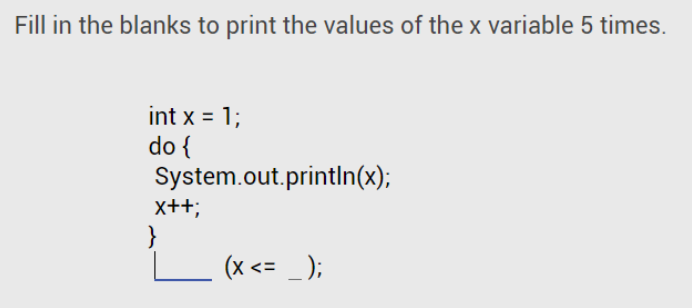 Fill in the blanks to print the values of the x variable 5 times.
int x = 1;
do {
System.out.println(x);
x++;
}
____ (x <= _ );